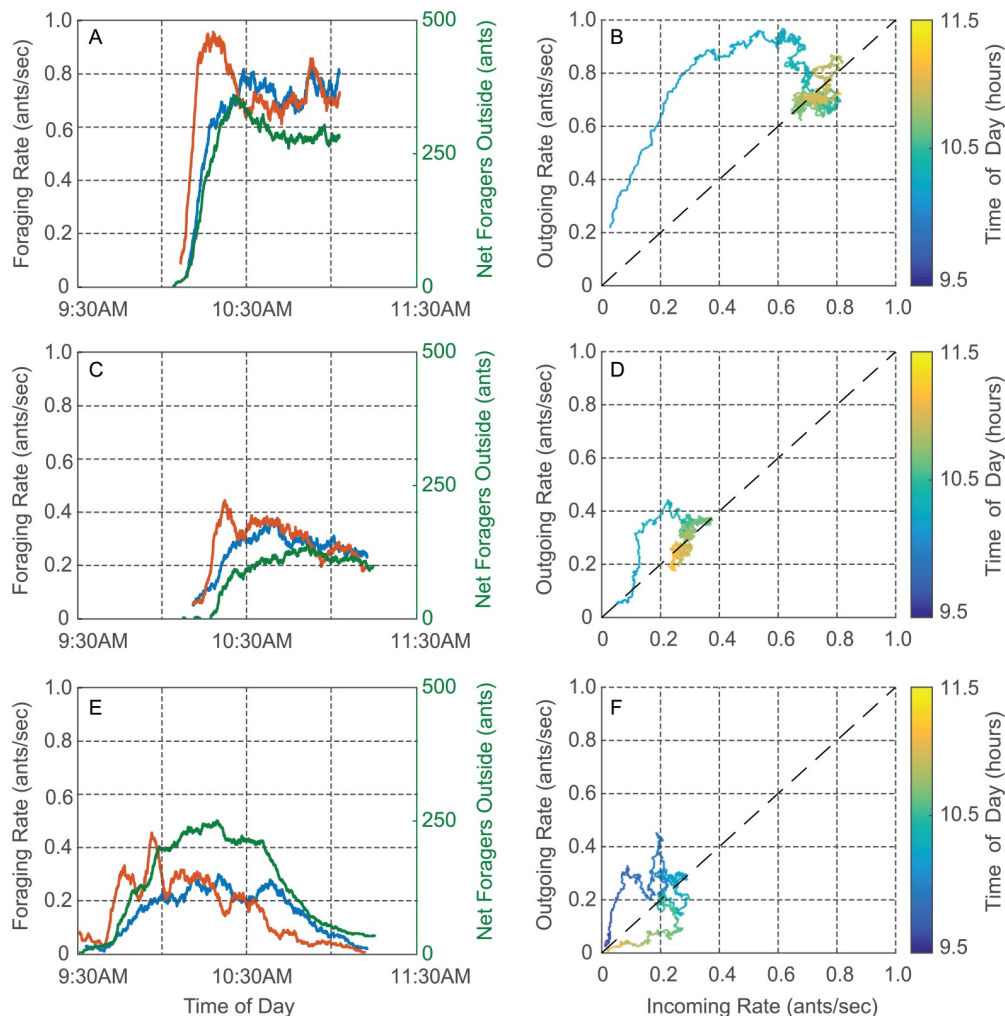 A
Foraging Rate (ants/sec)
1.0
0.8
0.6
0.4
0.2
0
500
250
0
Net Foragers Outside (ants)
9:30AM
10:30AM
11:30AM
B
Outgoing Rate (ants/sec)
1.0
0.8
0.6
0.4
0.2
0
0
0.2
0.4
0.6
0.8
1.0
11.5
10.5
9.5
Time of Day (hours)
C
Foraging Rate (ants/sec)
1.0
0.8
0.6
0.4
0.2
0
500
250
0
Net Foragers Outside (ants)
9:30AM
10:30AM
11:30AM
D
Outgoing Rate (ants/sec)
1.0
0.8
0.6
0.4
0.2
0
0
0.2
0.4
0.6
0.8
1.0
11.5
10.5
9.5
Time of Day (hours)
E
Foraging Rate (ants/sec)
1.0
0.8
0.6
0.4
0.2
0
500
250
0
Net Foragers Outside (ants)
9:30AM
10:30AM
11:30AM
Time of Day
F
Outgoing Rate (ants/sec)
1.0
0.8
0.6
0.4
0.2
0
0
0.2
0.4
0.6
0.8
1.0
Incoming Rate (ants/sec)
11.5
10.5
9.5
Time of Day (hours)